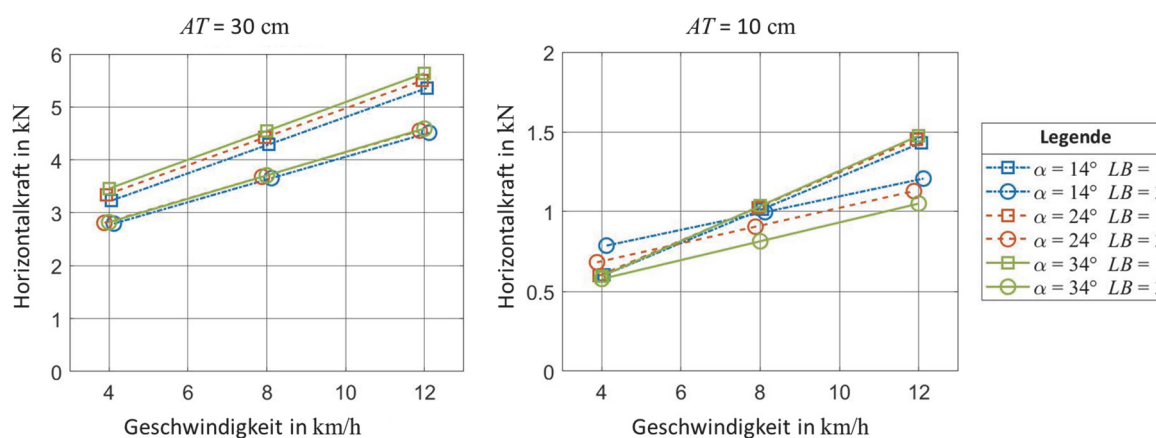 AT = 30 cm
Horizontalkraft in kN
6
5
4
3
2
1
0
4
6
8
10
12
Geschwindigkeit in km/h
AT = 10 cm
Horizontalkraft in kN
2
1.5
1
0.5
0
4
6
8
10
12
Geschwindigkeit in km/h
Legende
α = 14° LB =
α = 14° LB =
α = 24° LB =
α = 24° LB =
α = 34° LB =
α = 34° LB =